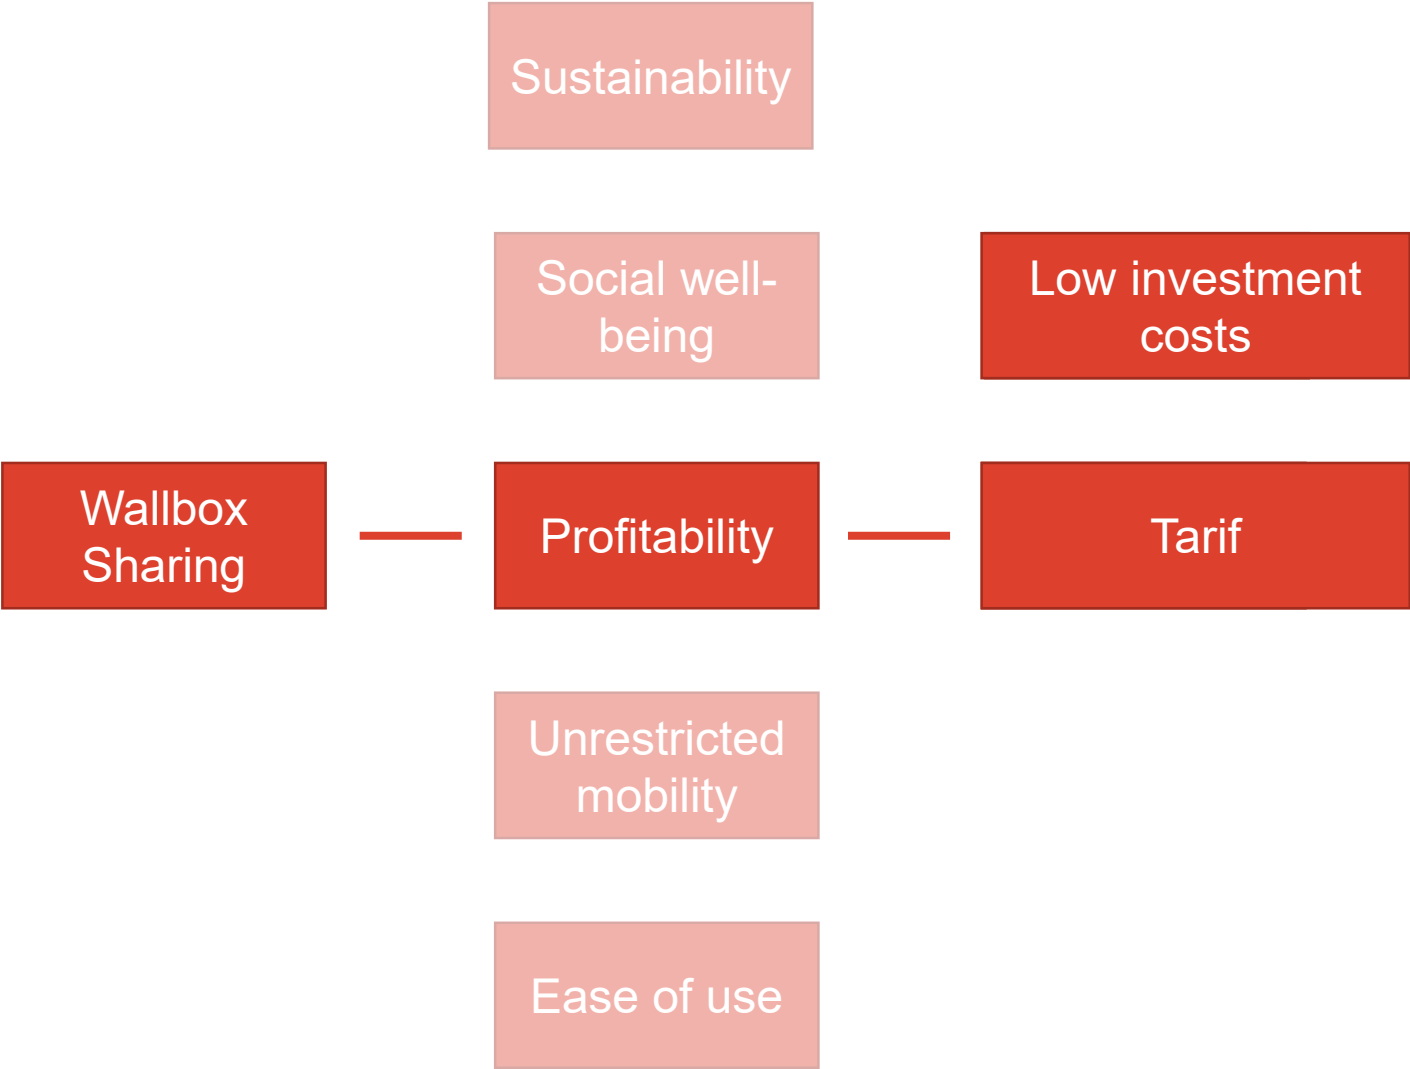 Sustainability
Social well-
being
Low investment
costs
Wallbox
Sharing
Profitability
Tarif
Unrestricted
mobility
Ease of use